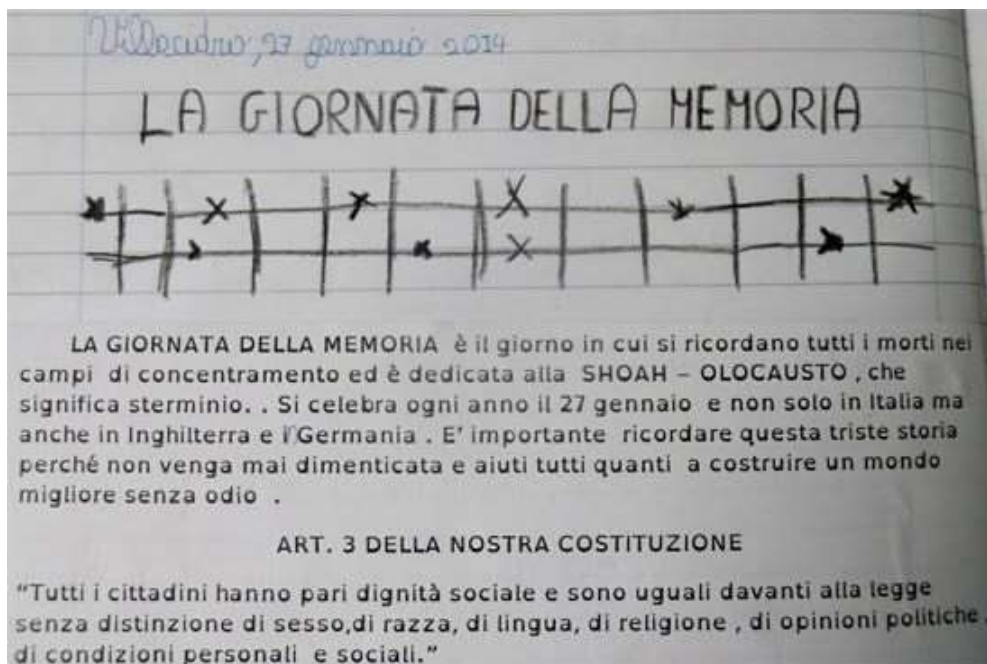 Villacidro, 27 gennaio 2014
LA GIORNATA DELLA MEMORIA
LA GIORNATA DELLA MEMORIA è il giorno in cui si ricordano tutti i morti nei
campi di concentramento ed è dedicata alla SHOAH – OLOCAUSTO , che
significa sterminio. . Si celebra ogni anno il 27 gennaio e non solo in Italia ma
anche in Inghilterra e i Germania . E' importante ricordare questa triste storia
perché non venga mai dimenticata e aiuti tutti quanti a costruire un mondo
migliore senza odio .
ART. 3 DELLA NOSTRA COSTITUZIONE
"Tutti i cittadini hanno pari dignità sociale e sono uguali davanti alla legge
senza distinzione di sesso,di razza, di lingua, di religione , di opinioni politiche,
di condizioni personali e sociali."